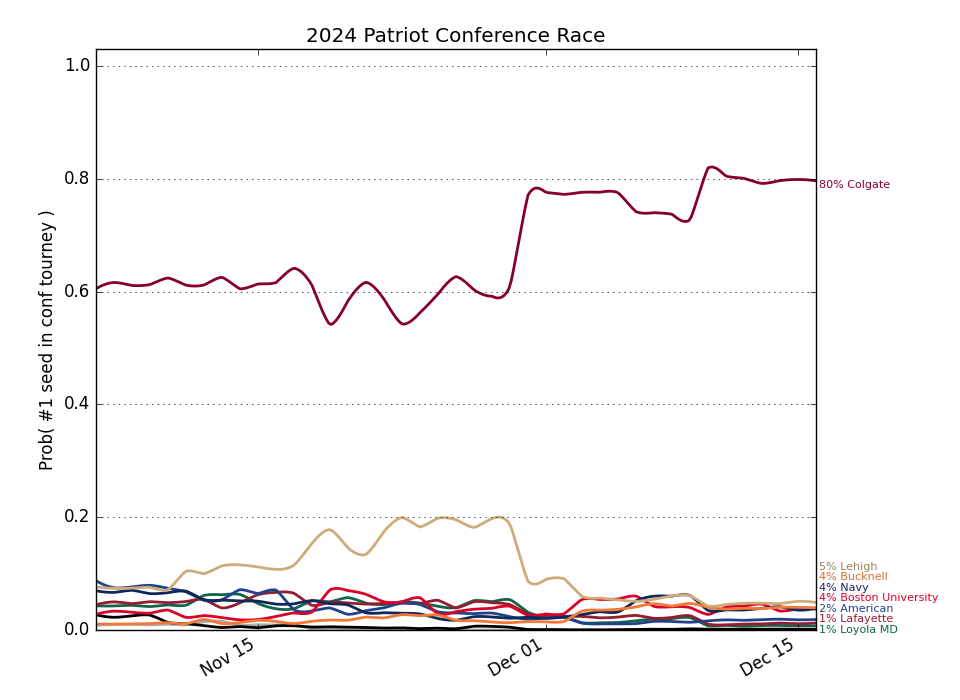 2024 Patriot Conference Race
Prob( #1 seed in conf tourney )
1.0
0.8
0.6
0.4
0.2
0.0
Nov 15
Dec 01
Dec 15
80% Colgate
5% Lehigh
4% Bucknell
4% Navy
4% Boston University
2% American
1% Lafayette
1% Loyola MD